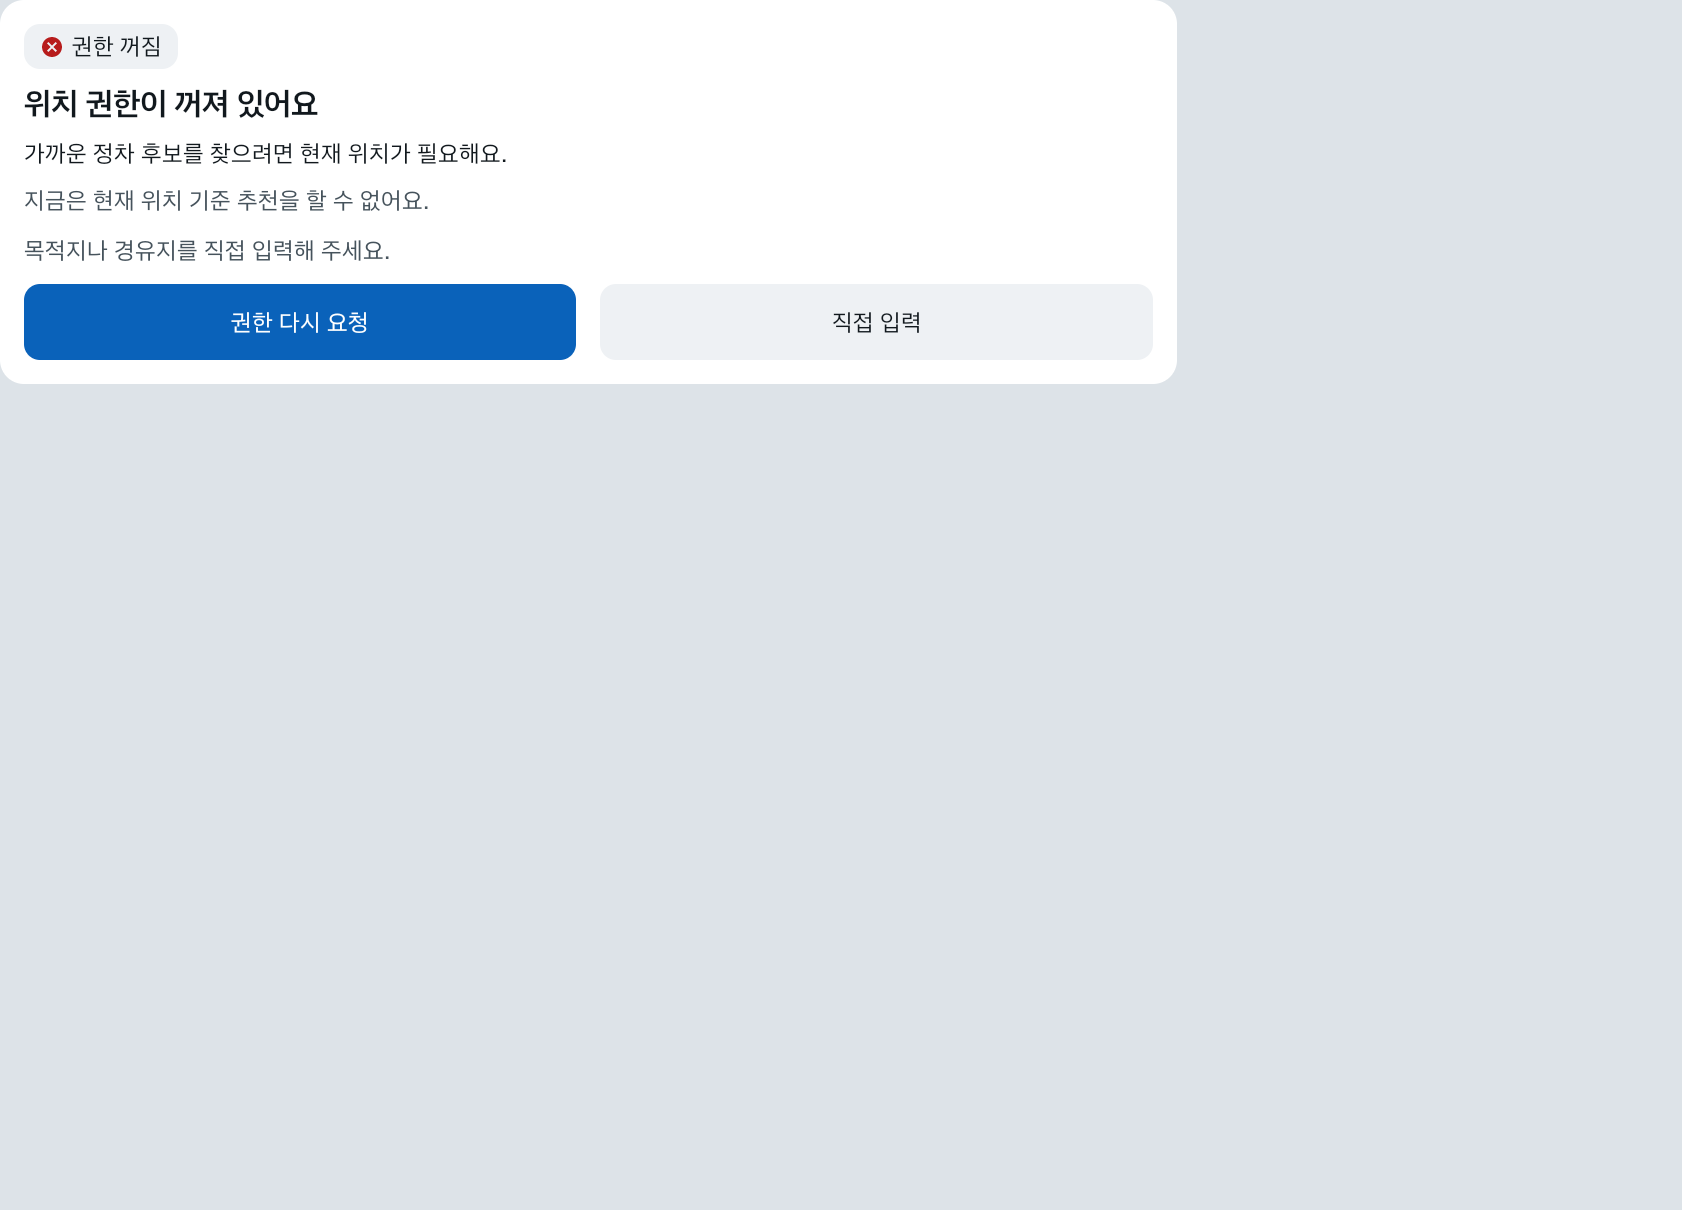 권한 꺼짐
위치 권한이 꺼져 있어요
가까운 정차 후보를 찾으려면 현재 위치가 필요해요.
지금은 현재 위치 기준 추천을 할 수 없어요.
목적지나 경유지를 직접 입력해 주세요.
권한 다시 요청
직접 입력